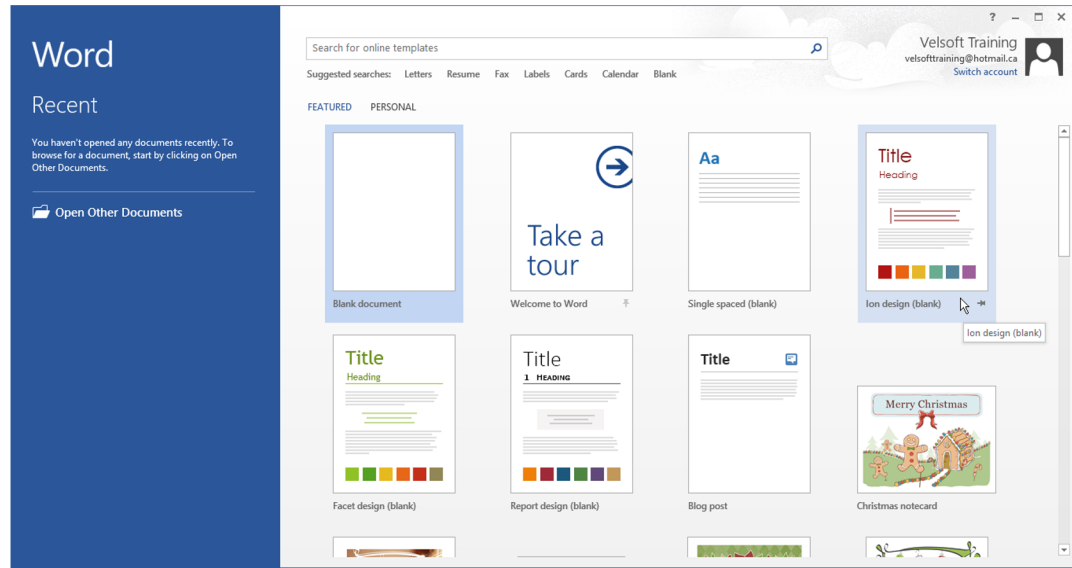 ?
Word
Velsoft Training
velsofttraining@hotmail.ca
Switch account
Search for online templates
Suggested searches: Letters Resume Fax Labels Cards Calendar Blank
Recent
FEATURED PERSONAL
You haven't opened any documents recently. To
browse for a document, start by clicking on Open
Other Documents.
Open Other Documents
Take a
tour
Aa
Title
Heading
Blank document
Welcome to Word
Single spaced (blank)
Ion design (blank)
Ion design (blank)
Title
Heading
Title
1 HEADING
Title
Merry Christmas
Facet design (blank)
Report design (blank)
Blog post
Christmas notecard